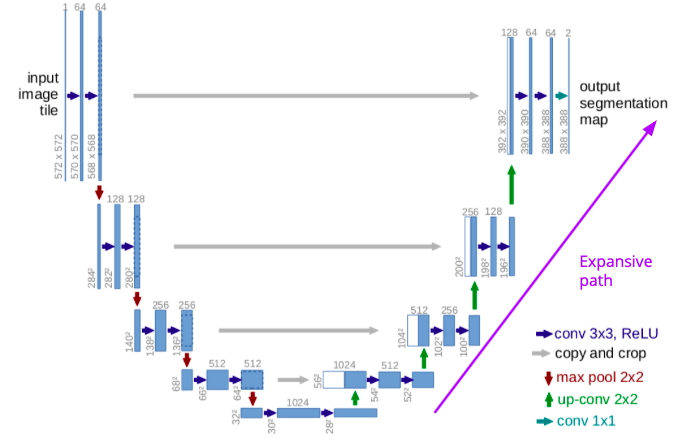 1 64 64
input
image
tile
572 x 572
570 x 570
568 x 568
128 64 64 2
392 x 392
390 x 390
388 x 388
388 x 388
output
segmentation
map
128 128
284²
282²
280²
256 128
200²
198²
196²
Expansive
path
256 256
140²
138²
136²
512 256
104²
102²
100²
512 512
68²
66²
64²
1024 512
56²
54²
52²
1024
32²
30²
28²
conv 3x3, ReLU
copy and crop
max pool 2x2
up-conv 2x2
conv 1x1